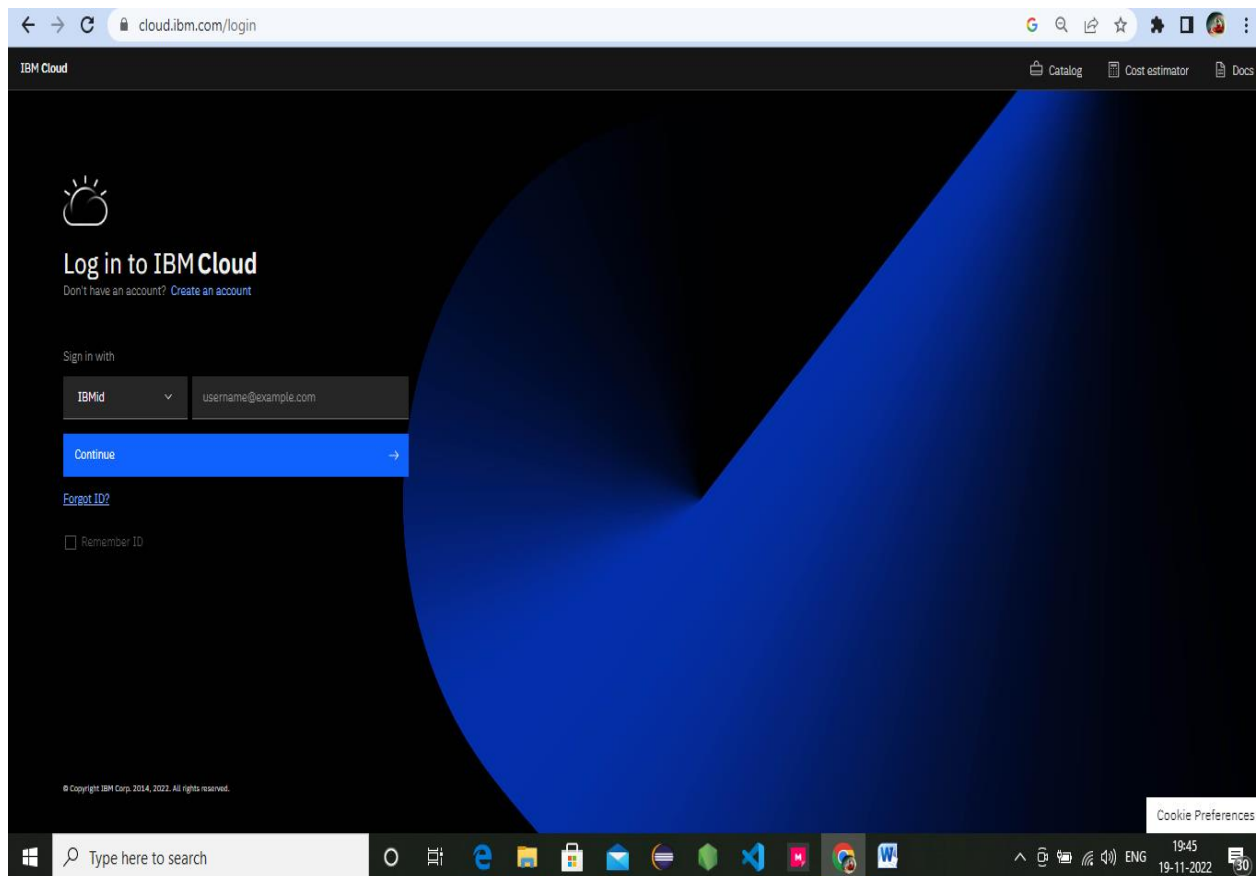 cloud.ibm.com/login
IBM Cloud
Catalog
Cost estimator
Docs
Log in to IBM Cloud
Don't have an account? Create an account
Sign in with
IBMid
username@example.com
Continue
Forgot ID?
Remember ID
© Copyright IBM Corp. 2014, 2022. All rights reserved.
Cookie Preferences
Type here to search
ENG
19:45
19-11-2022
30